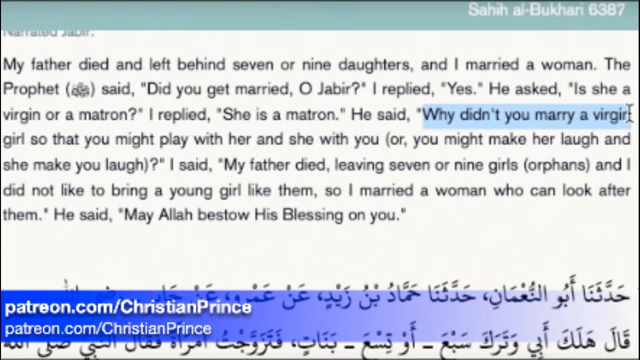 Sahih al-Bukhari 6387
Narrated Jabir:
My father died and left behind seven or nine daughters, and I married a woman. The
Prophet (ﷺ) said, "Did you get married, O Jabir?" I replied, "Yes." He asked, "Is she a
virgin or a matron?" I replied, "She is a matron." He said, "Why didn't you marry a virgin
girl so that you might play with her and she with you (or, you might make her laugh and
she make you laugh)?" I said, "My father died, leaving seven or nine girls (orphans) and I
did not like to bring a young girl like them, so I married a woman who can look after
them." He said, "May Allah bestow His Blessing on you."
حَدَّثَنَا أَبُو النُّعْمَانِ، حَدَّثَنَا حَمَّادُ بْنُ زَيْدٍ، عَنْ عَمْرٍو، عَنْ
patreon.com/ChristianPrince
patreon.com/ChristianPrince
قَالَ هَلَكَ أَبِي وَتَرَكَ سَبْعَ ـ أَوْ تِسْعَ ـ بَنَاتٍ، فَتَزَوَّجْتُ امْرَأَةً فَقَالَ النَّبِيُّ صلى الله